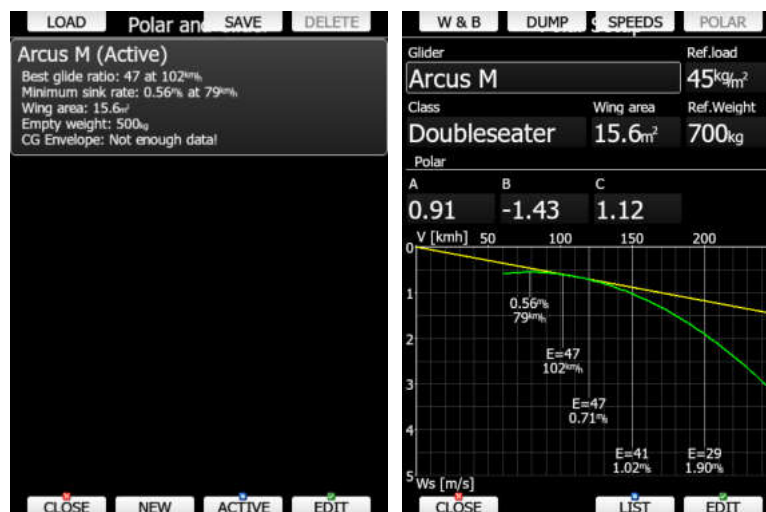 LOAD
Polar and
SAVE
DELETE
Arcus M (Active)
Best glide ratio: 47 at 102km/h
Minimum sink rate: 0.56m/s at 79km/h
Wing area: 15.6m²
Empty weight: 500kg
CG Envelope: Not enough data!
CLOSE
NEW
ACTIVE
EDIT
W & B
DUMP
SPEEDS
POLAR
Glider
Ref.load
Arcus M
45kg/m²
Class
Wing area
Ref.Weight
Doubleseater
15.6m²
700kg
Polar
A
B
C
0.91
-1.43
1.12
V [kmh]
50
100
150
200
0
1
0.56m/s
79km/h
2
E=47
102km/h
3
E=47
0.71m/s
4
E=41
E=29
1.02m/s
1.90m/s
5
Ws [m/s]
CLOSE
LIST
EDIT